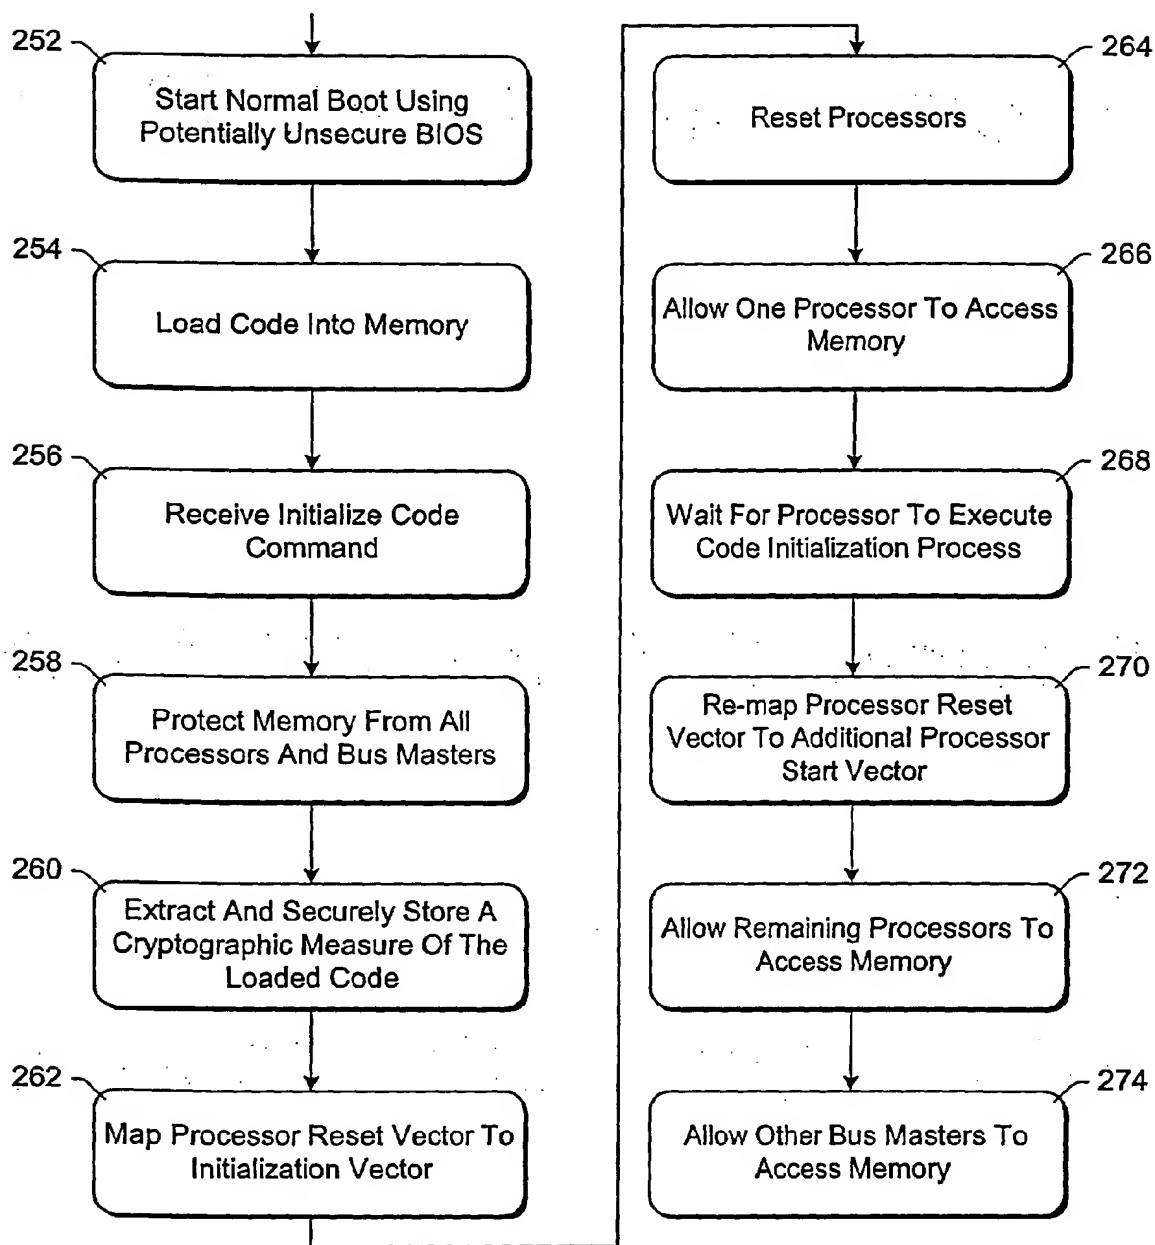 252
Start Normal Boot Using
Potentially Unsecure BIOS
254
Load Code Into Memory
256
Receive Initialize Code
Command
258
Protect Memory From All
Processors And Bus Masters
260
Extract And Securely Store A
Cryptographic Measure Of The
Loaded Code
262
Map Processor Reset Vector To
Initialization Vector
264
Reset Processors
266
Allow One Processor To Access
Memory
268
Wait For Processor To Execute
Code Initialization Process
270
Re-map Processor Reset
Vector To Additional Processor
Start Vector
272
Allow Remaining Processors To
Access Memory
274
Allow Other Bus Masters To
Access Memory